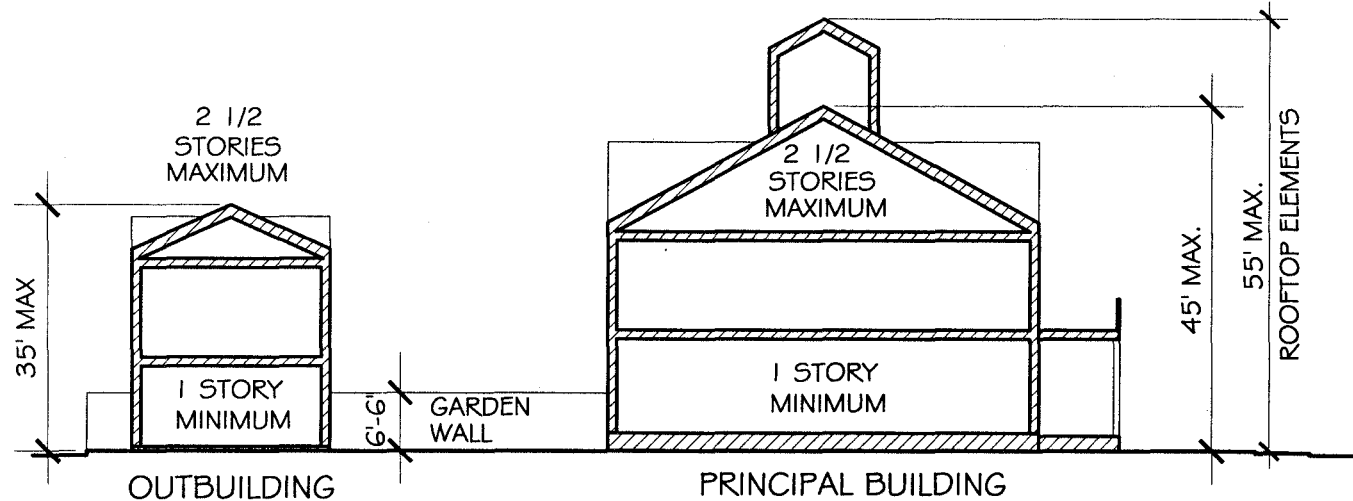 2 1/2
STORIES
MAXIMUM
35' MAX
1 STORY
MINIMUM
6'-6"
GARDEN
WALL
OUTBUILDING
2 1/2
STORIES
MAXIMUM
1 STORY
MINIMUM
PRINCIPAL BUILDING
45' MAX.
55' MAX.
ROOFTOP ELEMENTS